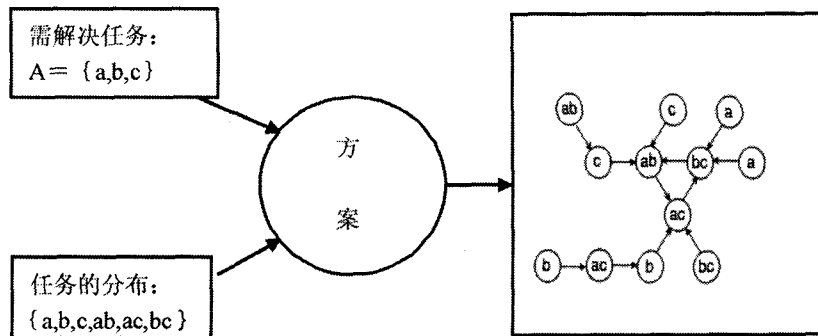 需解决任务：
A＝｛a,b,c｝
方
案
任务的分布：
｛a,b,c,ab,ac,bc｝
ab
c
a
c
ab
bc
a
ac
b
ac
b
bc